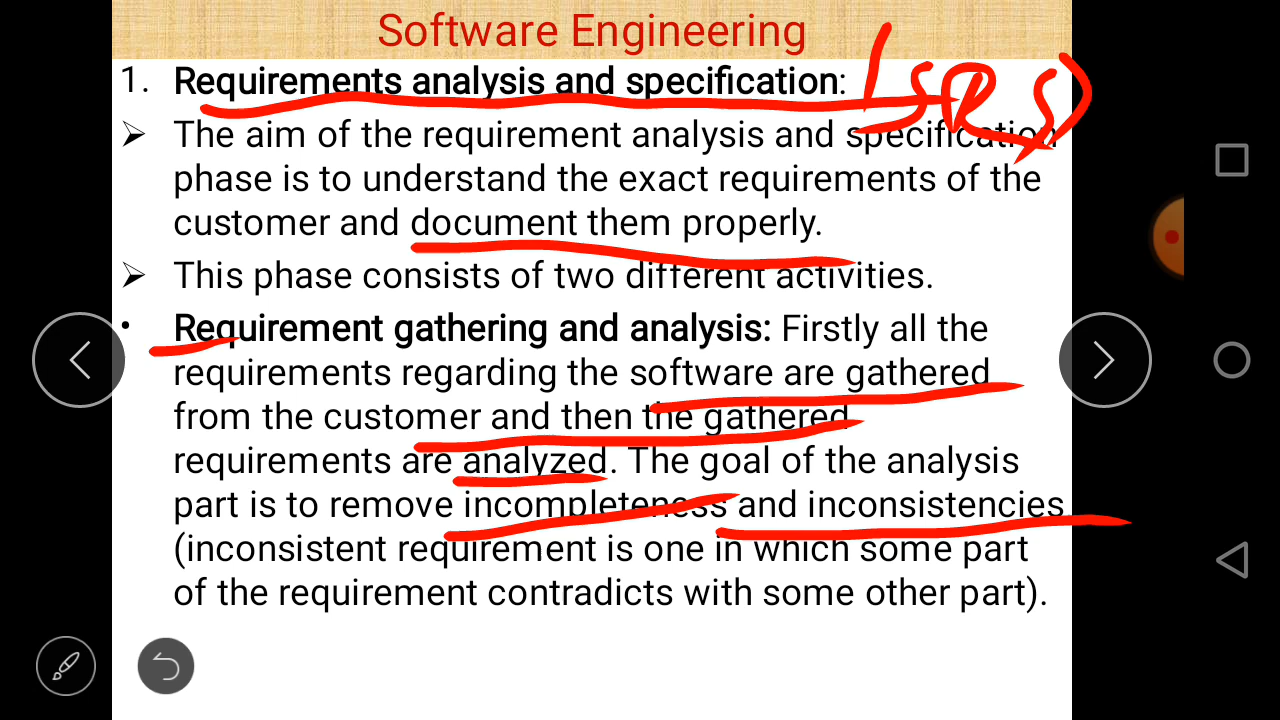 Software Engineering
1. Requirements analysis and specification: (SRS)
➢ The aim of the requirement analysis and specification
phase is to understand the exact requirements of the
customer and document them properly.
➢ This phase consists of two different activities.
• Requirement gathering and analysis: Firstly all the
requirements regarding the software are gathered
from the customer and then the gathered
requirements are analyzed. The goal of the analysis
part is to remove incompleteness and inconsistencies
(inconsistent requirement is one in which some part
of the requirement contradicts with some other part).